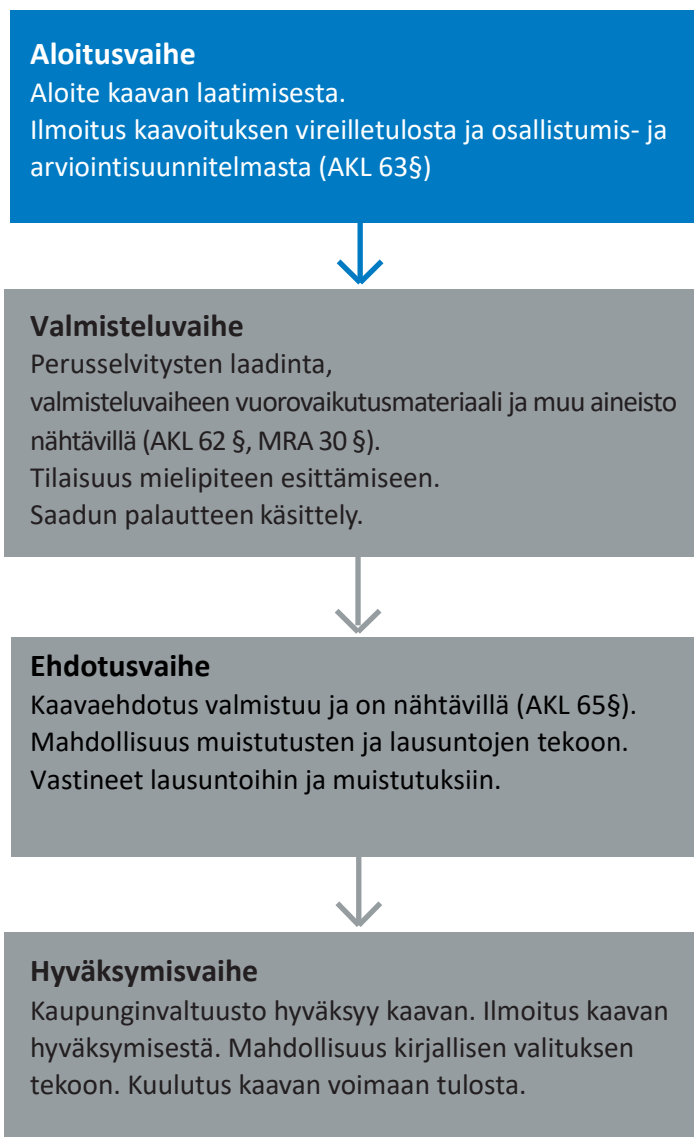 Aloitusvaihe
Aloite kaavan laatimisesta.
Ilmoitus kaavoituksen vireilletulosta ja osallistumis- ja
arviointisuunnitelmasta (AKL 63§)
Valmisteluvaihe
Perusselvitysten laadinta,
valmisteluvaiheen vuorovaikutusmateriaali ja muu aineisto
nähtävillä (AKL 62 §, MRA 30 §).
Tilaisuus mielipiteen esittämiseen.
Saadun palautteen käsittely.
Ehdotusvaihe
Kaavaehdotus valmistuu ja on nähtävillä (AKL 65§).
Mahdollisuus muistutusten ja lausuntojen tekoon.
Vastineet lausuntoihin ja muistutuksiin.
Hyväksymisvaihe
Kaupunginvaltuusto hyväksyy kaavan. Ilmoitus kaavan
hyväksymisestä. Mahdollisuus kirjallisen valituksen
tekoon. Kuulutus kaavan voimaan tulosta.